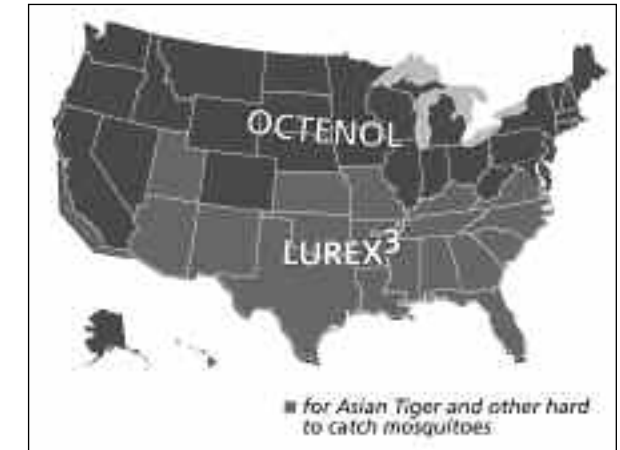 OCTENOL
LUREX³
■ for Asian Tiger and other hard
to catch mosquitoes